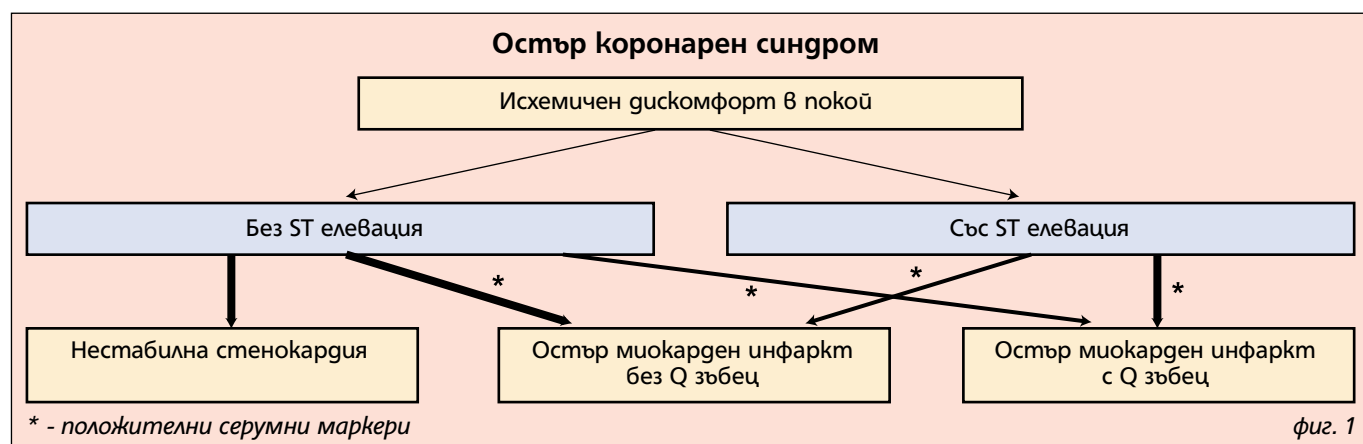 Остър коронарен синдром
Исхемичен дискомфорт в покой
Без ST елевация
Със ST елевация
*
*
*
*
Нестабилна стенокардия
Остър миокарден инфаркт
без Q зъбец
Остър миокарден инфаркт
с Q зъбец
* - положителни серумни маркери
фиг. 1